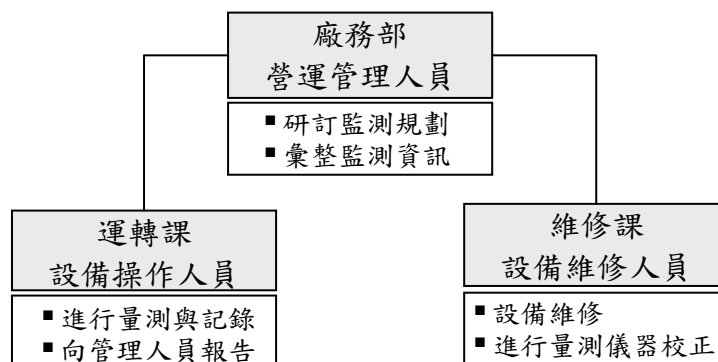 廠務部
營運管理人員
▪ 研訂監測規劃
▪ 彙整監測資訊
運轉課
設備操作人員
▪ 進行量測與記錄
▪ 向管理人員報告
維修課
設備維修人員
▪ 設備維修
▪ 進行量測儀器校正